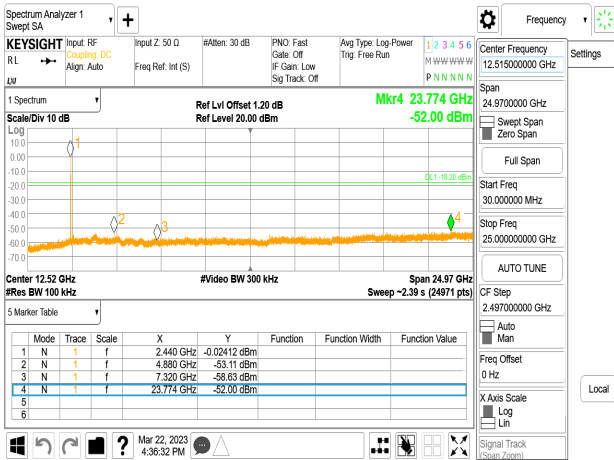 Spectrum Analyzer 1
Swept SA
Frequency
Settings
KEYSIGHT
RL
Input: RF
Coupling: DC
Align: Auto
Input Z: 50 Ω
Freq Ref: Int (S)
#Atten: 30 dB
PNO: Fast
Gate: Off
IF Gain: Low
Sig Track: Off
Avg Type: Log-Power
Trig: Free Run
1 2 3 4 5 6
M W W W W W
P N N N N N
1 Spectrum
Scale/Div 10 dB
Log
Ref Lvl Offset 1.20 dB
Ref Level 20.00 dBm
Mkr4 23.774 GHz
-52.00 dBm
10.0
0.00
-10.0
-20.0
-30.0
-40.0
-50.0
-60.0
-70.0
DL1 -18.20 dBm
1
2
3
4
Center 12.52 GHz
#Res BW 100 kHz
#Video BW 300 kHz
Span 24.97 GHz
Sweep ~2.39 s (24971 pts)
5 Marker Table
Mode Trace Scale X Y Function Function Width Function Value
1 N 1 f 2.440 GHz -0.02412 dBm
2 N 1 f 4.880 GHz -53.11 dBm
3 N 1 f 7.320 GHz -58.63 dBm
4 N 1 f 23.774 GHz -52.00 dBm
5
6
Mar 22, 2023
4:36:32 PM
?
Center Frequency
12.515000000 GHz
Span
24.9700000 GHz
Swept Span
Zero Span
Full Span
Start Freq
30.000000 MHz
Stop Freq
25.000000000 GHz
AUTO TUNE
CF Step
2.497000000 GHz
Auto
Man
Freq Offset
0 Hz
X Axis Scale
Log
Lin
Signal Track
(Span Zoom)
Local